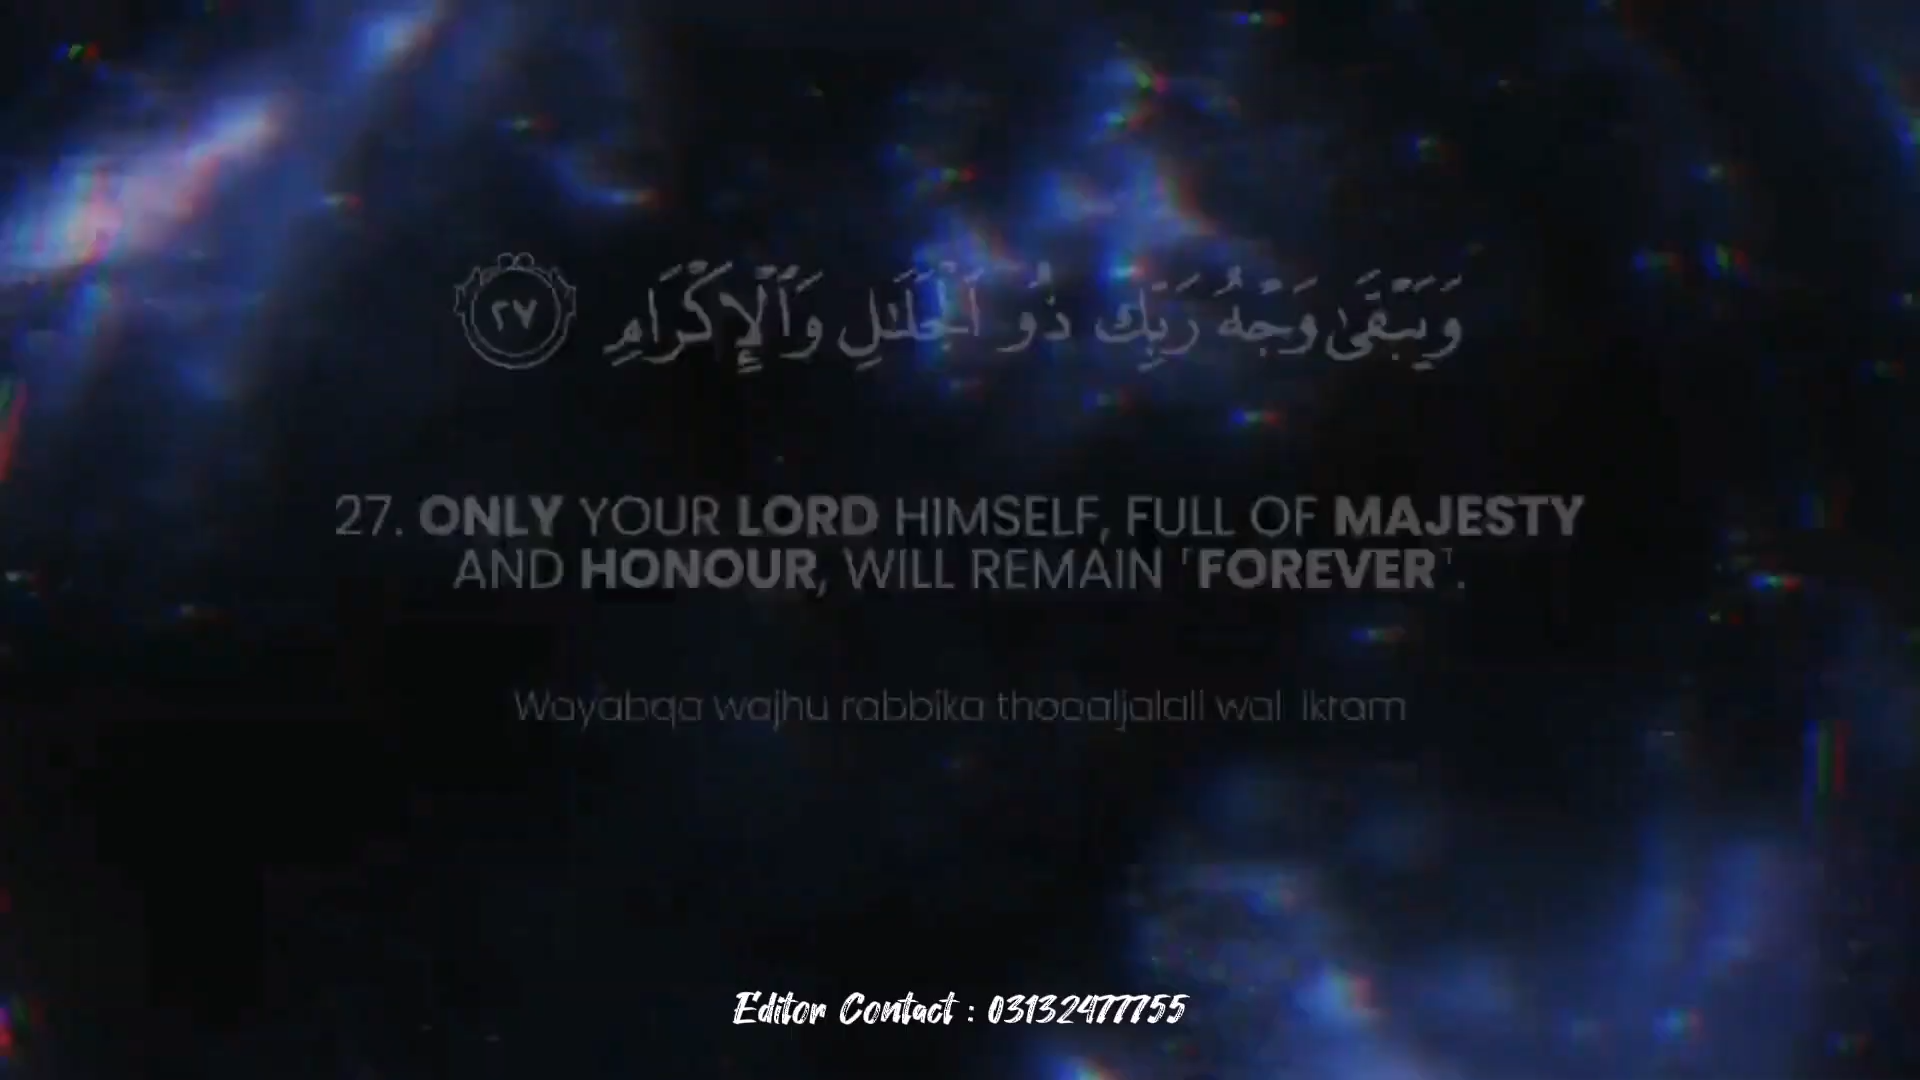 وَيَبْقَىٰ وَجْهُ رَبِّكَ ذُو ٱلْجَلَـٰلِ وَٱلْإِكْرَامِ ٢٧
27. ONLY YOUR LORD HIMSELF, FULL OF MAJESTY
AND HONOUR, WILL REMAIN ˹FOREVER˺.
Wayabqa wajhu rabbika thooaljalali wal-ikram
Editor Contact : 03132477755